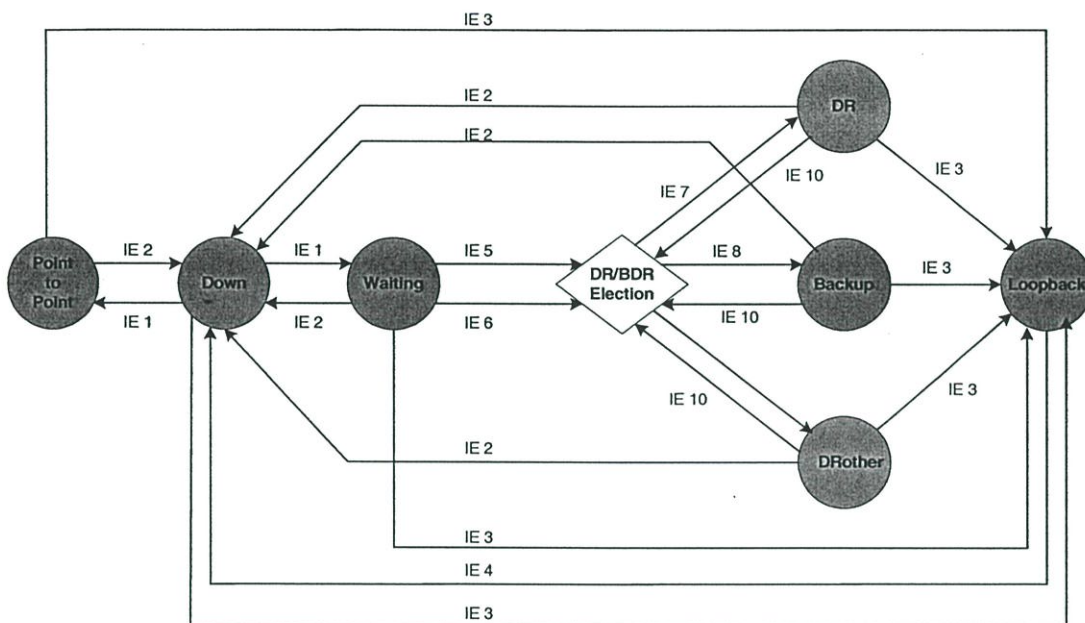 IE 3
DR
IE 2
IE 2
IE 7
IE 10
IE 3
Point
to
Point
IE 2
IE 1
Down
IE 1
IE 2
Waiting
IE 5
IE 6
DR/BDR
Election
IE 8
IE 10
Backup
IE 3
Loopback
IE 10
IE 3
IE 2
DRother
IE 3
IE 4
IE 3